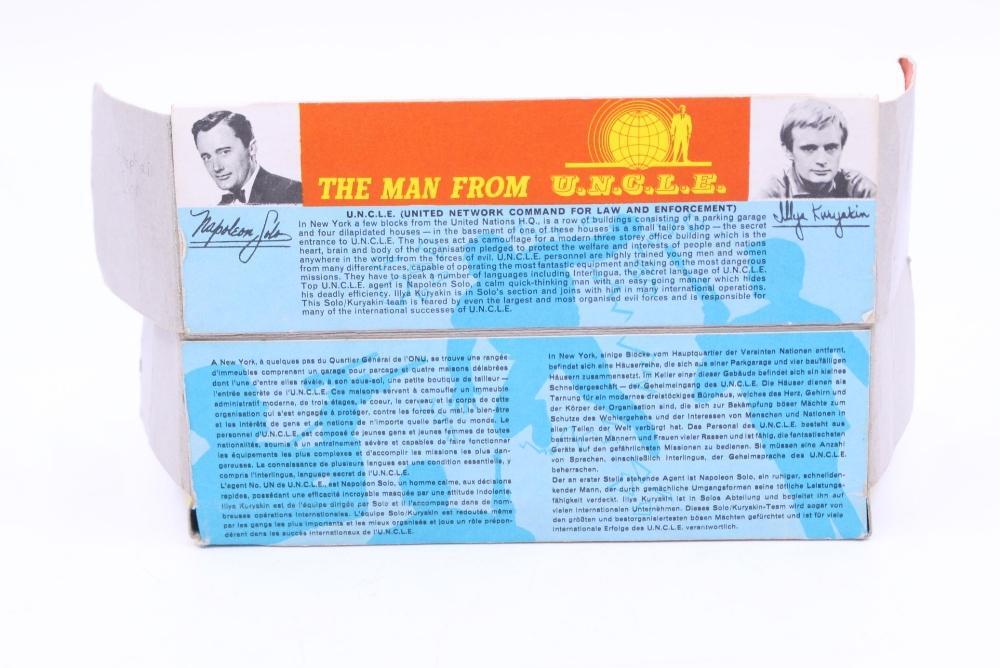 THE MAN FROM U.N.C.L.E.
Napoleon Solo
Illya Kuryakin
U.N.C.L.E. (UNITED NETWORK COMMAND FOR LAW AND ENFORCEMENT)
In New York a few blocks from the United Nations H.Q., is a row of buildings consisting of a parking garage
and four dilapidated houses — in the basement of one of these houses is a small tailors shop — the secret
entrance to U.N.C.L.E. The houses act as camouflage for a modern three storey office building which is the
heart, brain and body of the organisation pledged to protect the welfare and interests of people and nations
anywhere in the world from the forces of evil. U.N.C.L.E. personnel are highly trained young men and women
from many different races, capable of operating the most fantastic equipment and taking on the most dangerous
missions. They have to speak a number of languages including Interlingua, the secret language of U.N.C.L.E.
Top U.N.C.L.E. agent is Napoleon Solo, a calm quick-thinking man with an easy going manner which hides
his deadly efficiency. Illya Kuryakin is in Solo's section and joins with him in many international operations.
This Solo/Kuryakin team is feared by even the largest and most organised evil forces and is responsible for
many of the international successes of U.N.C.L.E.
A New York, à quelques pas du Quartier Général de l'ONU, se trouve une rangée
d'immeubles comprenant un garage pour parcage et quatre maisons délabrées
dont l'une d'entre elles révèle, à son sous-sol, une petite boutique de tailleur —
l'entrée secrète de l'U.N.C.L.E. Ces maisons servent à camoufler un immeuble
administratif moderne, de trois étages, le coeur, le cerveau et le corps de cette
organisation qui s'est engagée à protéger, contre les forces du mal, le bien-être
et les intérêts de gens et de nations de n'importe quelle partie du monde. Le
personnel d'U.N.C.L.E. est composé de jeunes gens et jeunes femmes de toutes
nationalités, soumis à un entraînement sévère et capables de faire fonctionner
les équipements les plus complexes et d'accomplir les missions les plus dan-
gereuses. La connaissance de plusieurs langues est une condition essentielle, y
compris l'Interlingua, language secret de l'U.N.C.L.E.
L'agent No. UN de U.N.C.L.E., est Napoléon Solo, un homme calme, aux décisions
rapides, possédant une efficacité incroyable masquée par une attitude indolente.
Illya Kuryakin est de l'équipe dirigée par Solo et il l'accompagne dans de nom-
breuses opérations internationales. L'équipe Solo/Kuryakin est redoutée même
par les gangs les plus importants et les mieux organisés et joue un rôle prépon-
dérant dans les succès internationaux de l'U.N.C.L.E.
In New York, einige Blocke vom Hauptquartier der Vereinten Nationen entfernt,
befindet sich eine Häuserreihe, die sich aus einer Parkgarage und vier baufälligen
Häusern zusammensetzt. Im Keller einer dieser Gebäude befindet sich ein kleines
Schneidergeschäft — der Geheimeingang des U.N.C.L.E. Die Häuser dienen als
Tarnung für ein modernes dreistöckiges Bürohaus, welches das Herz, Gehirn und
der Körper der Organisation sind, die sich zur Bekämpfung böser Mächte zum
Schutze des Wohlergehens und der Interessen von Menschen und Nationen in
allen Teilen der Welt verbürgt hat. Das Personal des U.N.C.L.E. besteht aus
besttrainierten Männern und Frauen vieler Rassen und ist fähig, die fantastischsten
Geräte auf den gefährlichsten Missionen zu bedienen. Sie müssen eine Anzahl
von Sprachen, einschließlich Interlingua, der Geheimsprache des U.N.C.L.E.
beherrschen.
Der an erster Stelle stehende Agent ist Napoleon Solo, ein ruhiger, schnelldenkender
kender Mann, der durch gemächliche Umgangsformen seine tötliche Leistungs-
fähigkeit verdeckt. Illya Kuryakin ist in Solos Abteilung und begleitet ihn auf
vielen internationalen Unternehmen. Dieses Solo/Kuryakin-Team wird sogar von
den größten und bestorganisiertesten bösen Mächten gefürchtet und ist für viele
internationale Erfolge des U.N.C.L.E. verantwortlich.